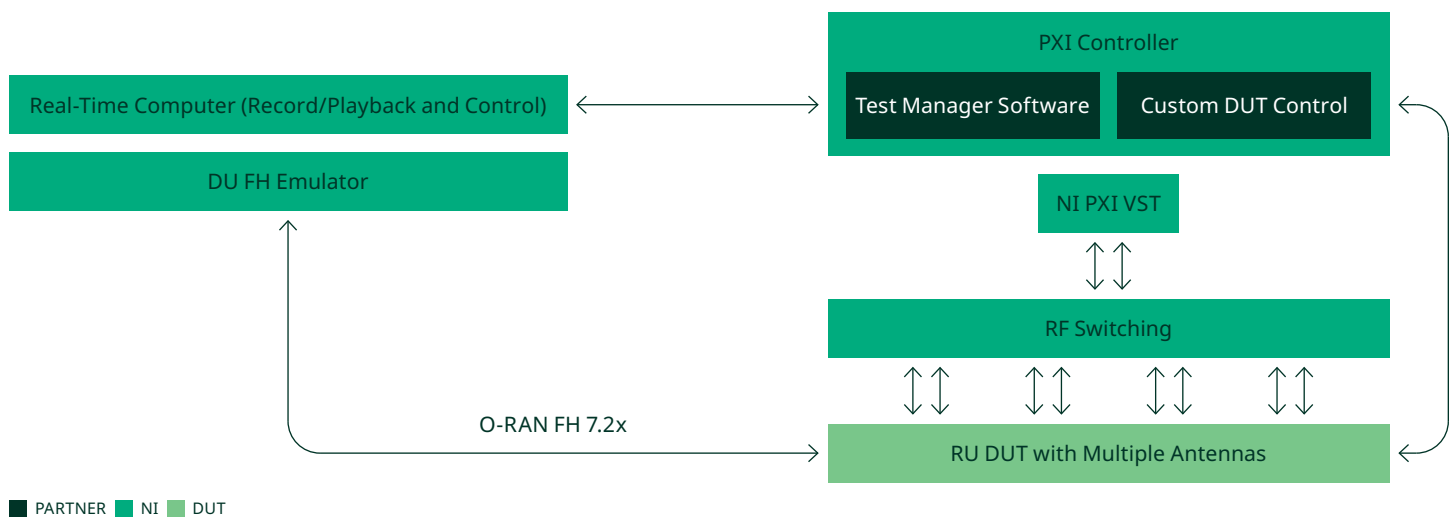 PXI Controller
Real-Time Computer (Record/Playback and Control)
Test Manager Software
Custom DUT Control
DU FH Emulator
NI PXI VST
RF Switching
O-RAN FH 7.2x
RU DUT with Multiple Antennas
PARTNER
NI
DUT